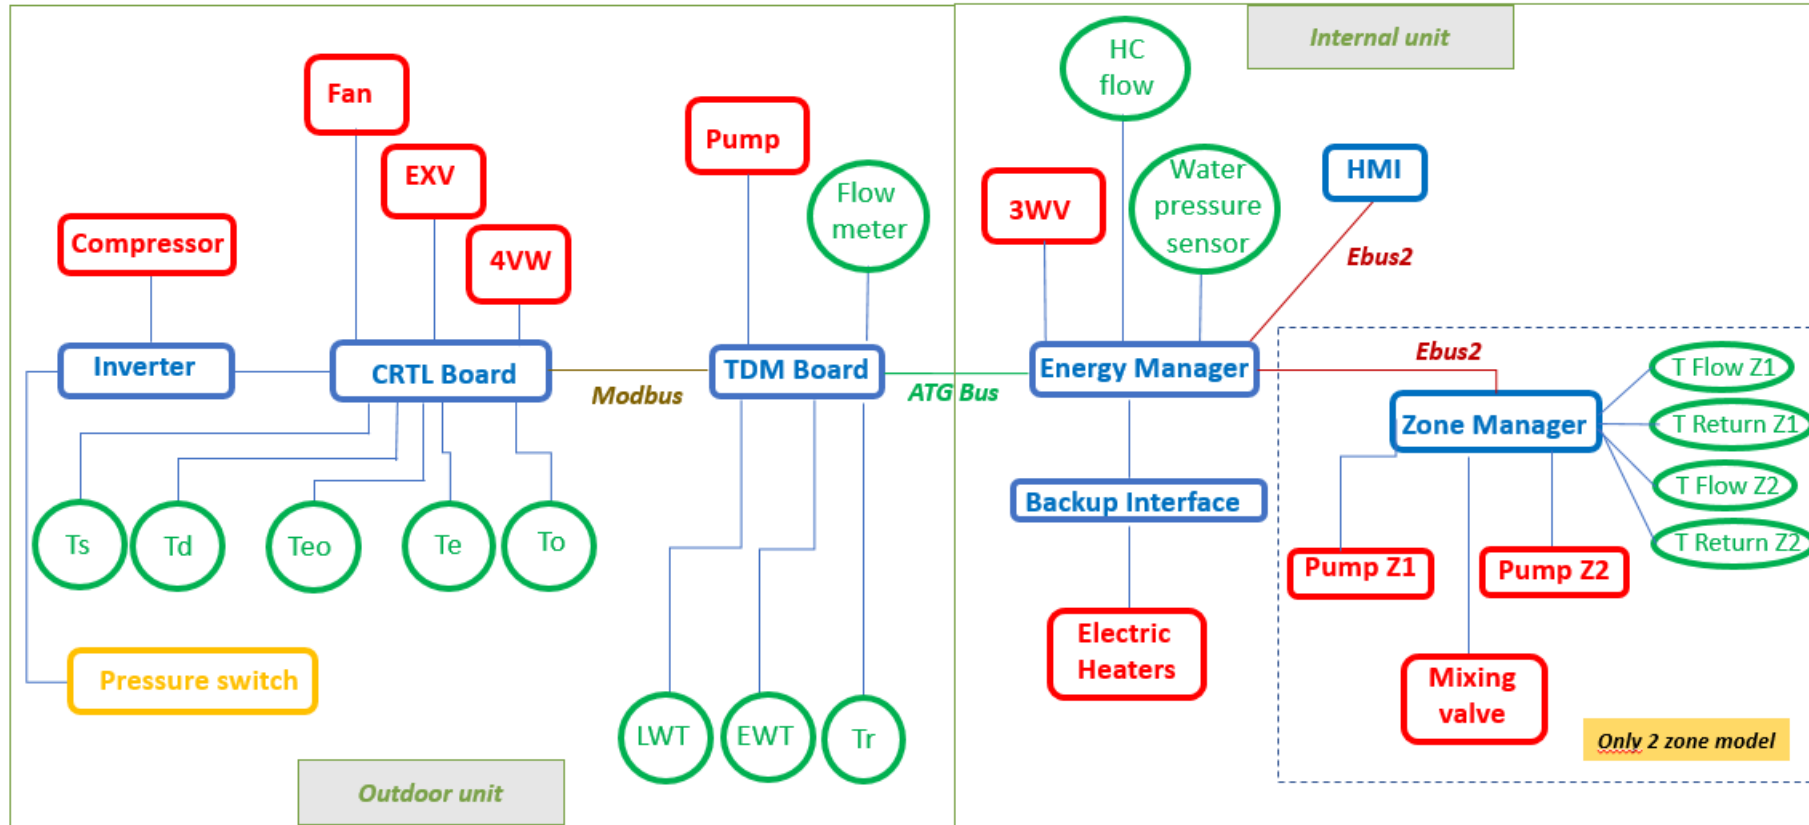 Internal unit
HC
flow
Fan
Pump
EXV
Water
pressure
sensor
HMI
Flow
meter
3WV
Compressor
4VW
Ebus2
Inverter
CRTL Board
Modbus
TDM Board
ATG Bus
Energy Manager
Ebus2
T Flow Z1
Zone Manager
T Return Z1
T Flow Z2
T Return Z2
Backup Interface
Ts
Td
Teo
Te
To
Pump Z1
Pump Z2
Electric
Heaters
Pressure switch
Mixing
valve
LWT
EWT
Tr
Only 2 zone model
Outdoor unit